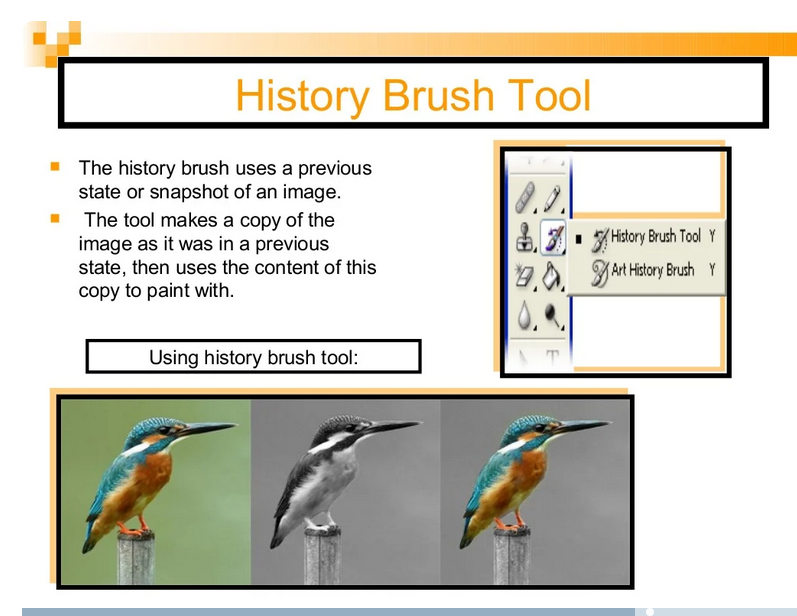 History Brush Tool
The history brush uses a previous
state or snapshot of an image.
The tool makes a copy of the
image as it was in a previous
state, then uses the content of this
copy to paint with.
History Brush Tool Y
Art History Brush Y
Using history brush tool: